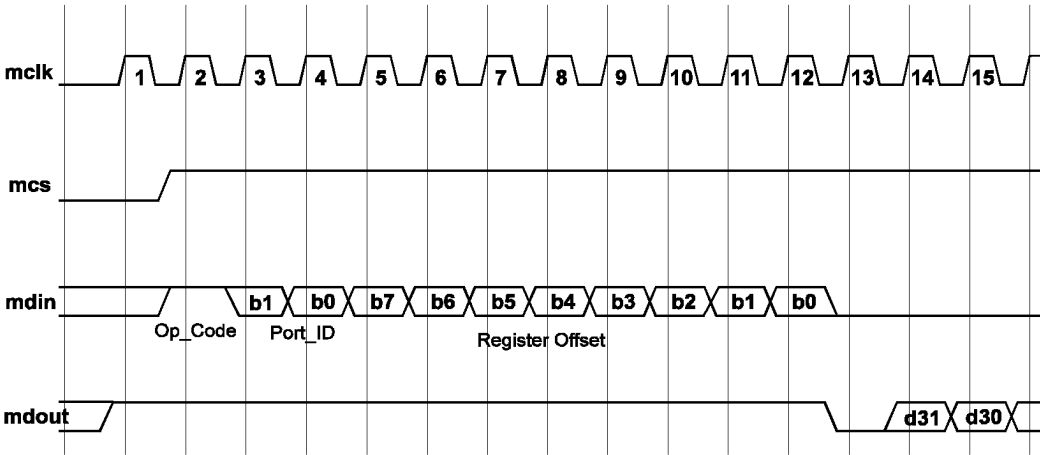 mclk 1 2 3 4 5 6 7 8 9 10 11 12 13 14 15
mcs
mdin b1 b0 b7 b6 b5 b4 b3 b2 b1 b0
Op_Code Port_ID Register Offset
mdout d31 d30